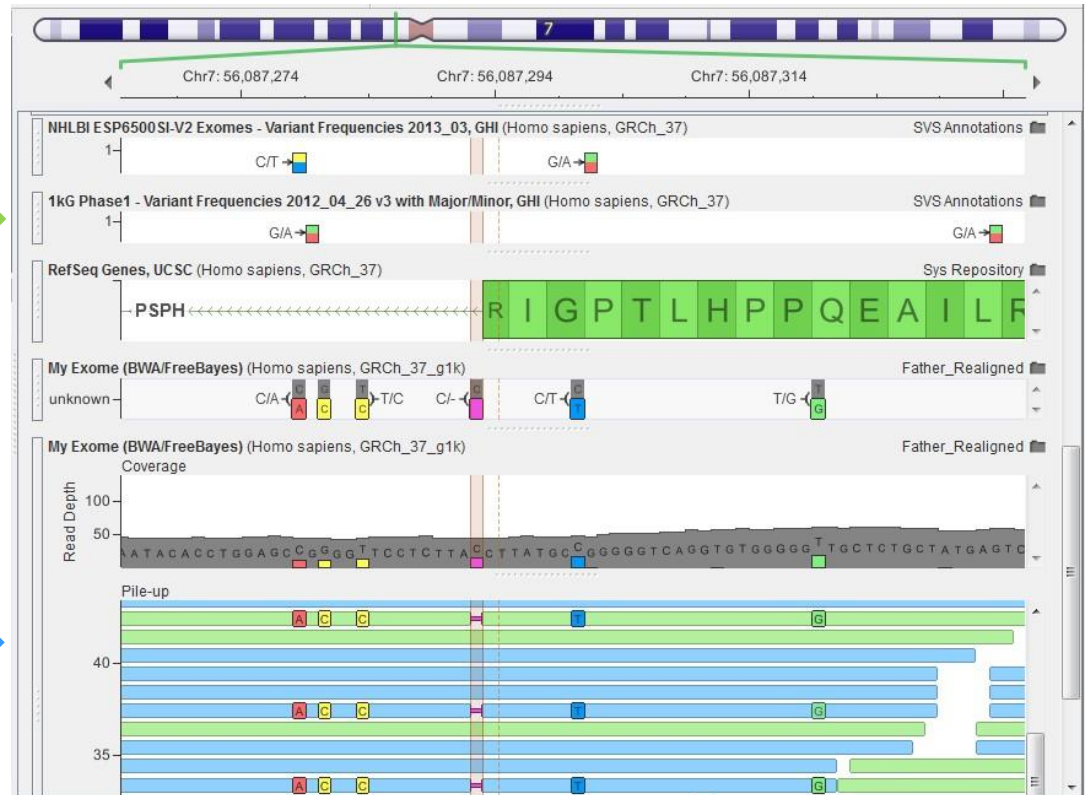 7
Chr7: 56,087,274 Chr7: 56,087,294 Chr7: 56,087,314
NHLBI ESP6500SI-V2 Exomes - Variant Frequencies 2013_03, GHI (Homo sapiens, GRCh_37) SVS Annotations
1
C/T G/A
1kG Phase1 - Variant Frequencies 2012_04_26 v3 with Major/Minor, GHI (Homo sapiens, GRCh_37) SVS Annotations
1
G/A G/A
RefSeq Genes, UCSC (Homo sapiens, GRCh_37) Sys Repository
PSPH R I G P T L H P P Q E A I L R
My Exome (BWA/FreeBayes) (Homo sapiens, GRCh_37_g1k) Father_Realigned
C G T C C T
unknown C/A T/C C/- C/T T/G
A C C T G
My Exome (BWA/FreeBayes) (Homo sapiens, GRCh_37_g1k) Father_Realigned
Coverage
Read Depth
100
50
AATACACCTGGAGCCGGGGTTCCTCTTACCTTATGCCGGGGGTCAGGTGTGGGGGTTGCTCTGCTATGAGTC
Pile-up
A C C T G
40
A C C T G
35
A C C T G